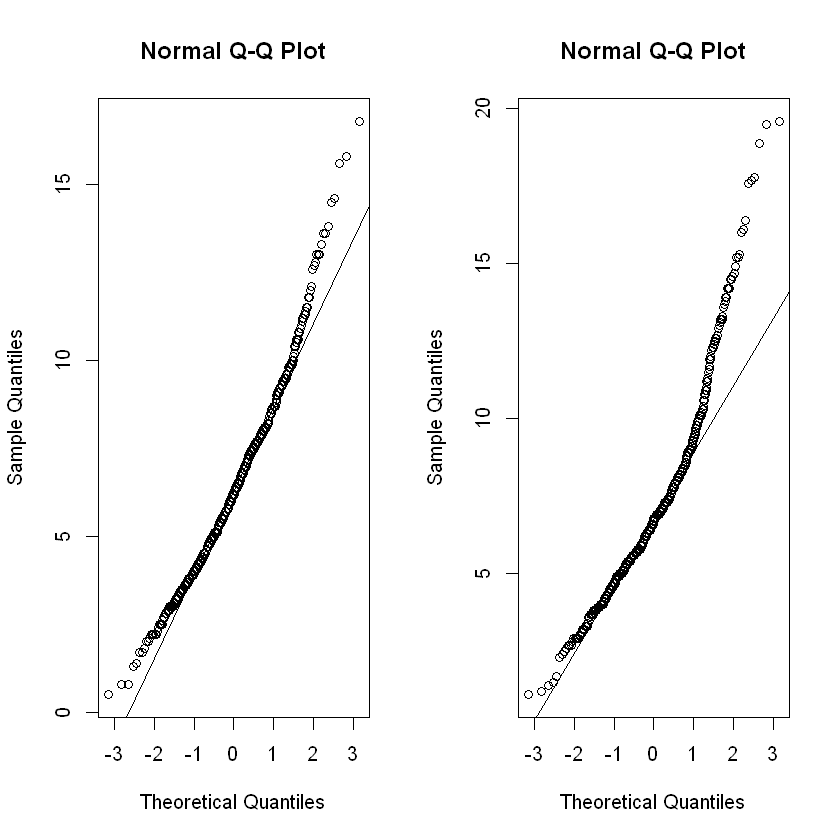 Normal Q-Q Plot
Sample Quantiles
15
10
5
0
-3 -2 -1 0 1 2 3
Theoretical Quantiles
Normal Q-Q Plot
Sample Quantiles
20
15
10
5
-3 -2 -1 0 1 2 3
Theoretical Quantiles